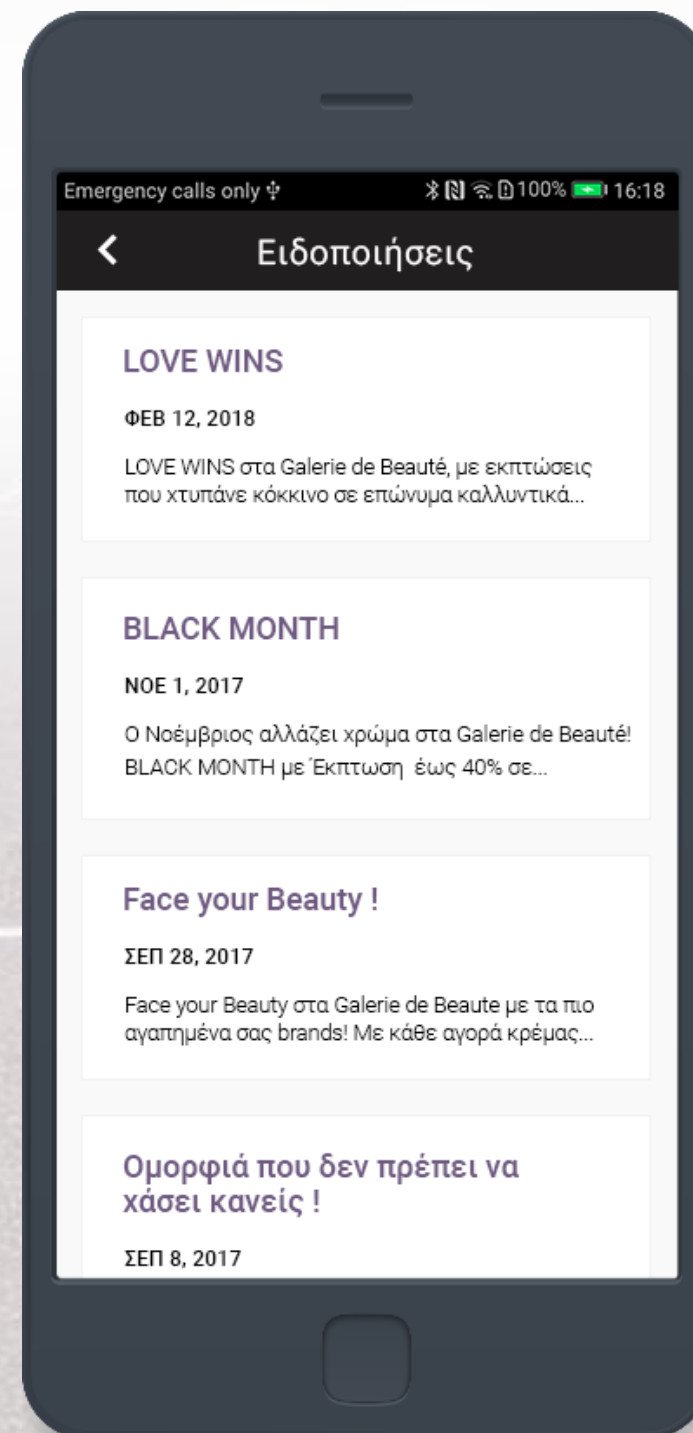 Emergency calls only 100% 16:18
Ειδοποιήσεις
LOVE WINS
ΦΕΒ 12, 2018
LOVE WINS στα Galerie de Beauté, με εκπτώσεις
που χτυπάνε κόκκινο σε επώνυμα καλλυντικά...
BLACK MONTH
ΝΟΕ 1, 2017
Ο Νοέμβριος αλλάζει χρώμα στα Galerie de Beauté!
BLACK MONTH με Έκπτωση έως 40% σε...
Face your Beauty !
ΣΕΠ 28, 2017
Face your Beauty στα Galerie de Beaute με τα πιο
αγαπημένα σας brands! Με κάθε αγορά κρέμας...
Ομορφιά που δεν πρέπει να
χάσει κανείς !
ΣΕΠ 8, 2017